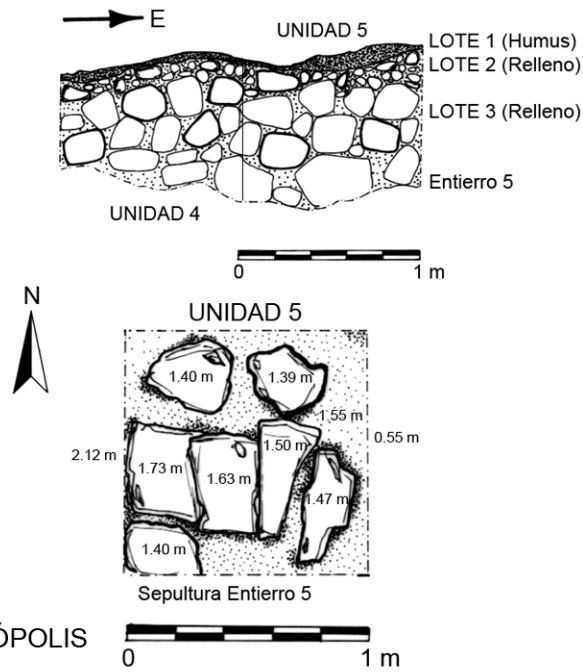 E
UNIDAD 5
LOTE 1 (Humus)
LOTE 2 (Relleno)
LOTE 3 (Relleno)
Entierro 5
UNIDAD 4
0 1 m
N
UNIDAD 5
1.40 m 1.39 m
1.55 m
2.12 m 1.50 m 0.55 m
1.73 m 1.63 m
1.47 m
1.40 m
Sepultura Entierro 5
ÓPOLIS
0 1 m